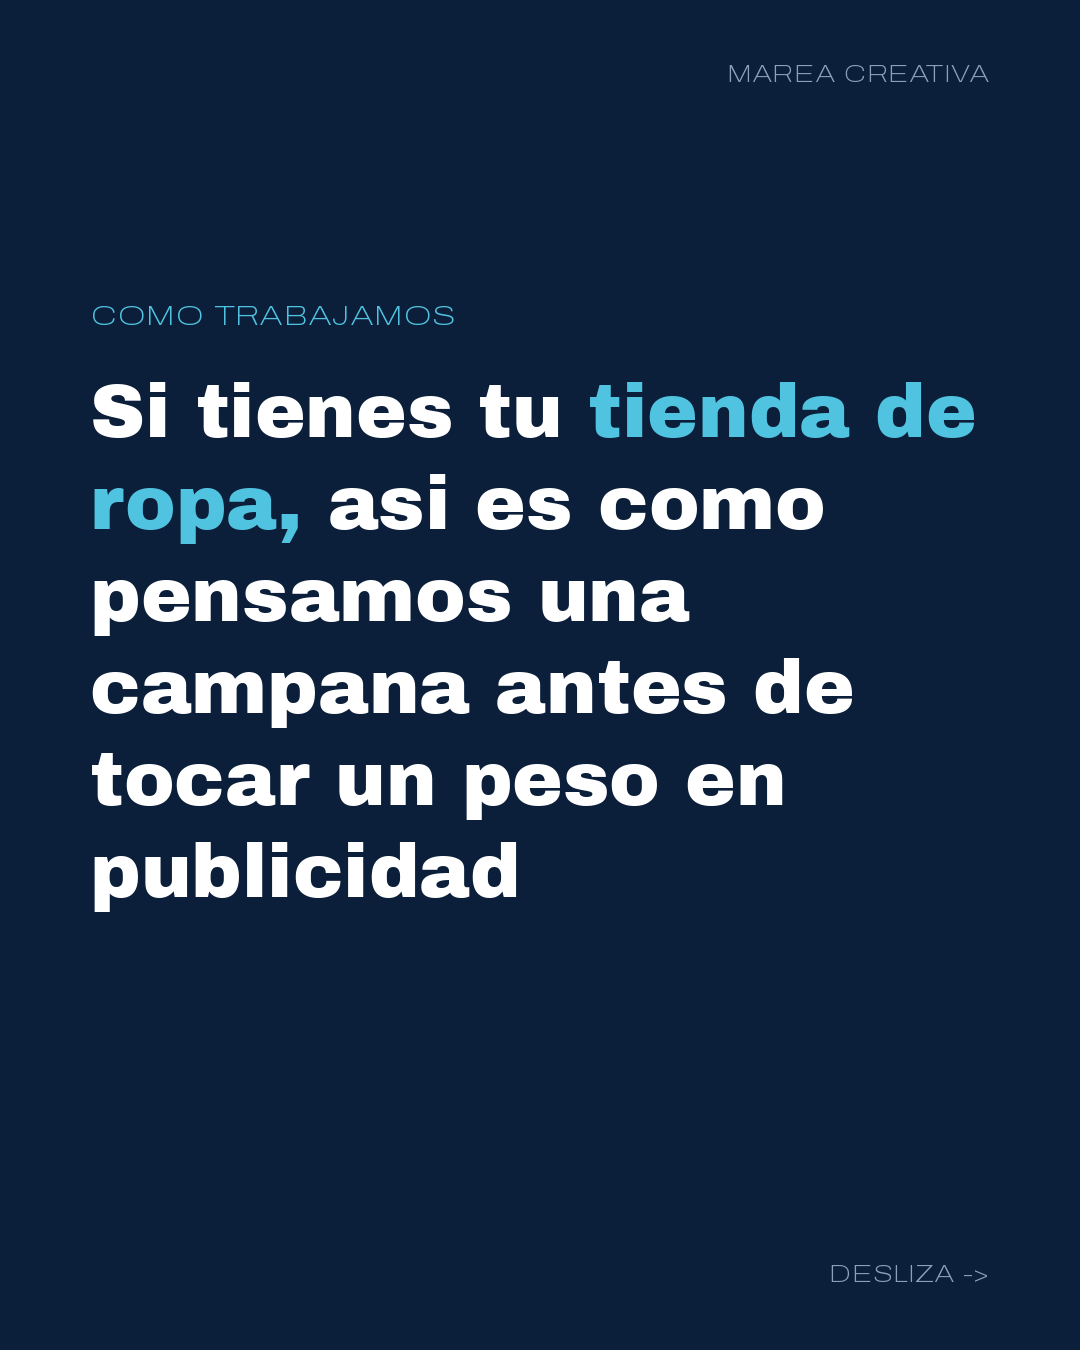 MAREA CREATIVA
COMO TRABAJAMOS
Si tienes tu tienda de
ropa, asi es como
pensamos una
campana antes de
tocar un peso en
publicidad
DESLIZA ->